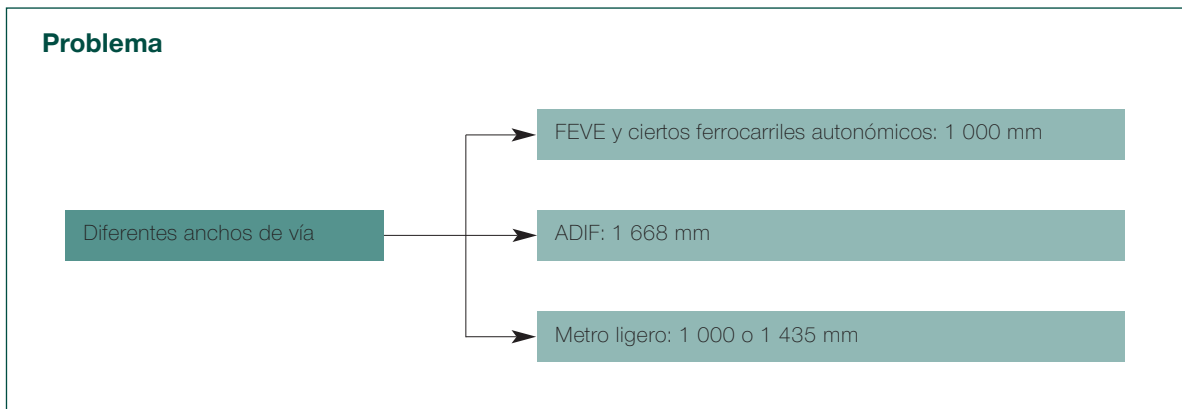 Problema
FEVE y ciertos ferrocarriles autonómicos: 1 000 mm
Diferentes anchos de vía
ADIF: 1 668 mm
Metro ligero: 1 000 o 1 435 mm